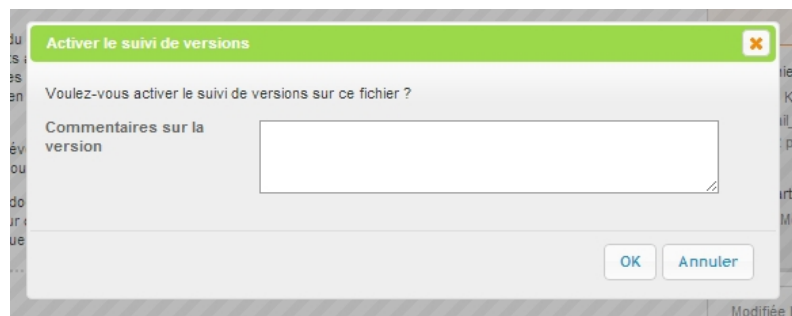 Activer le suivi de versions
Voulez-vous activer le suivi de versions sur ce fichier ?
Commentaires sur la
version
OK Annuler
Modifiée